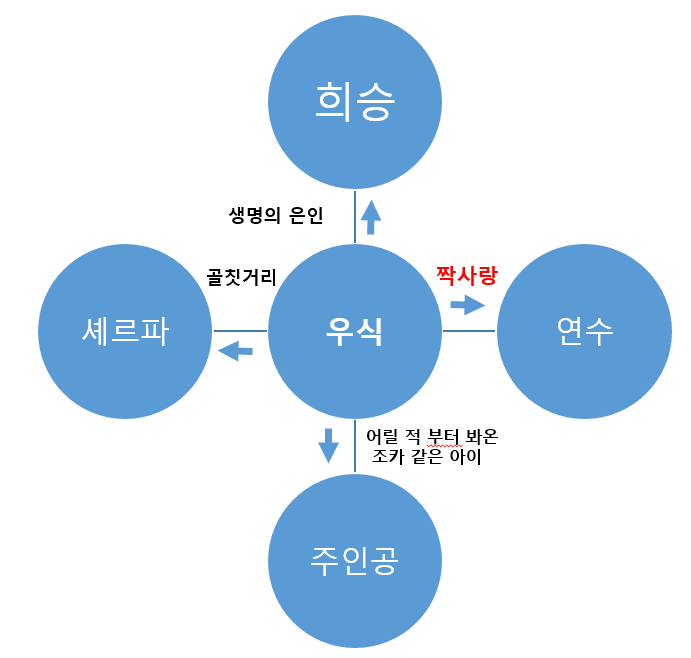 희승
생명의 은인
골칫거리
짝사랑
셰르파
우식
연수
어릴 적 부터 봐온
조카 같은 아이
주인공